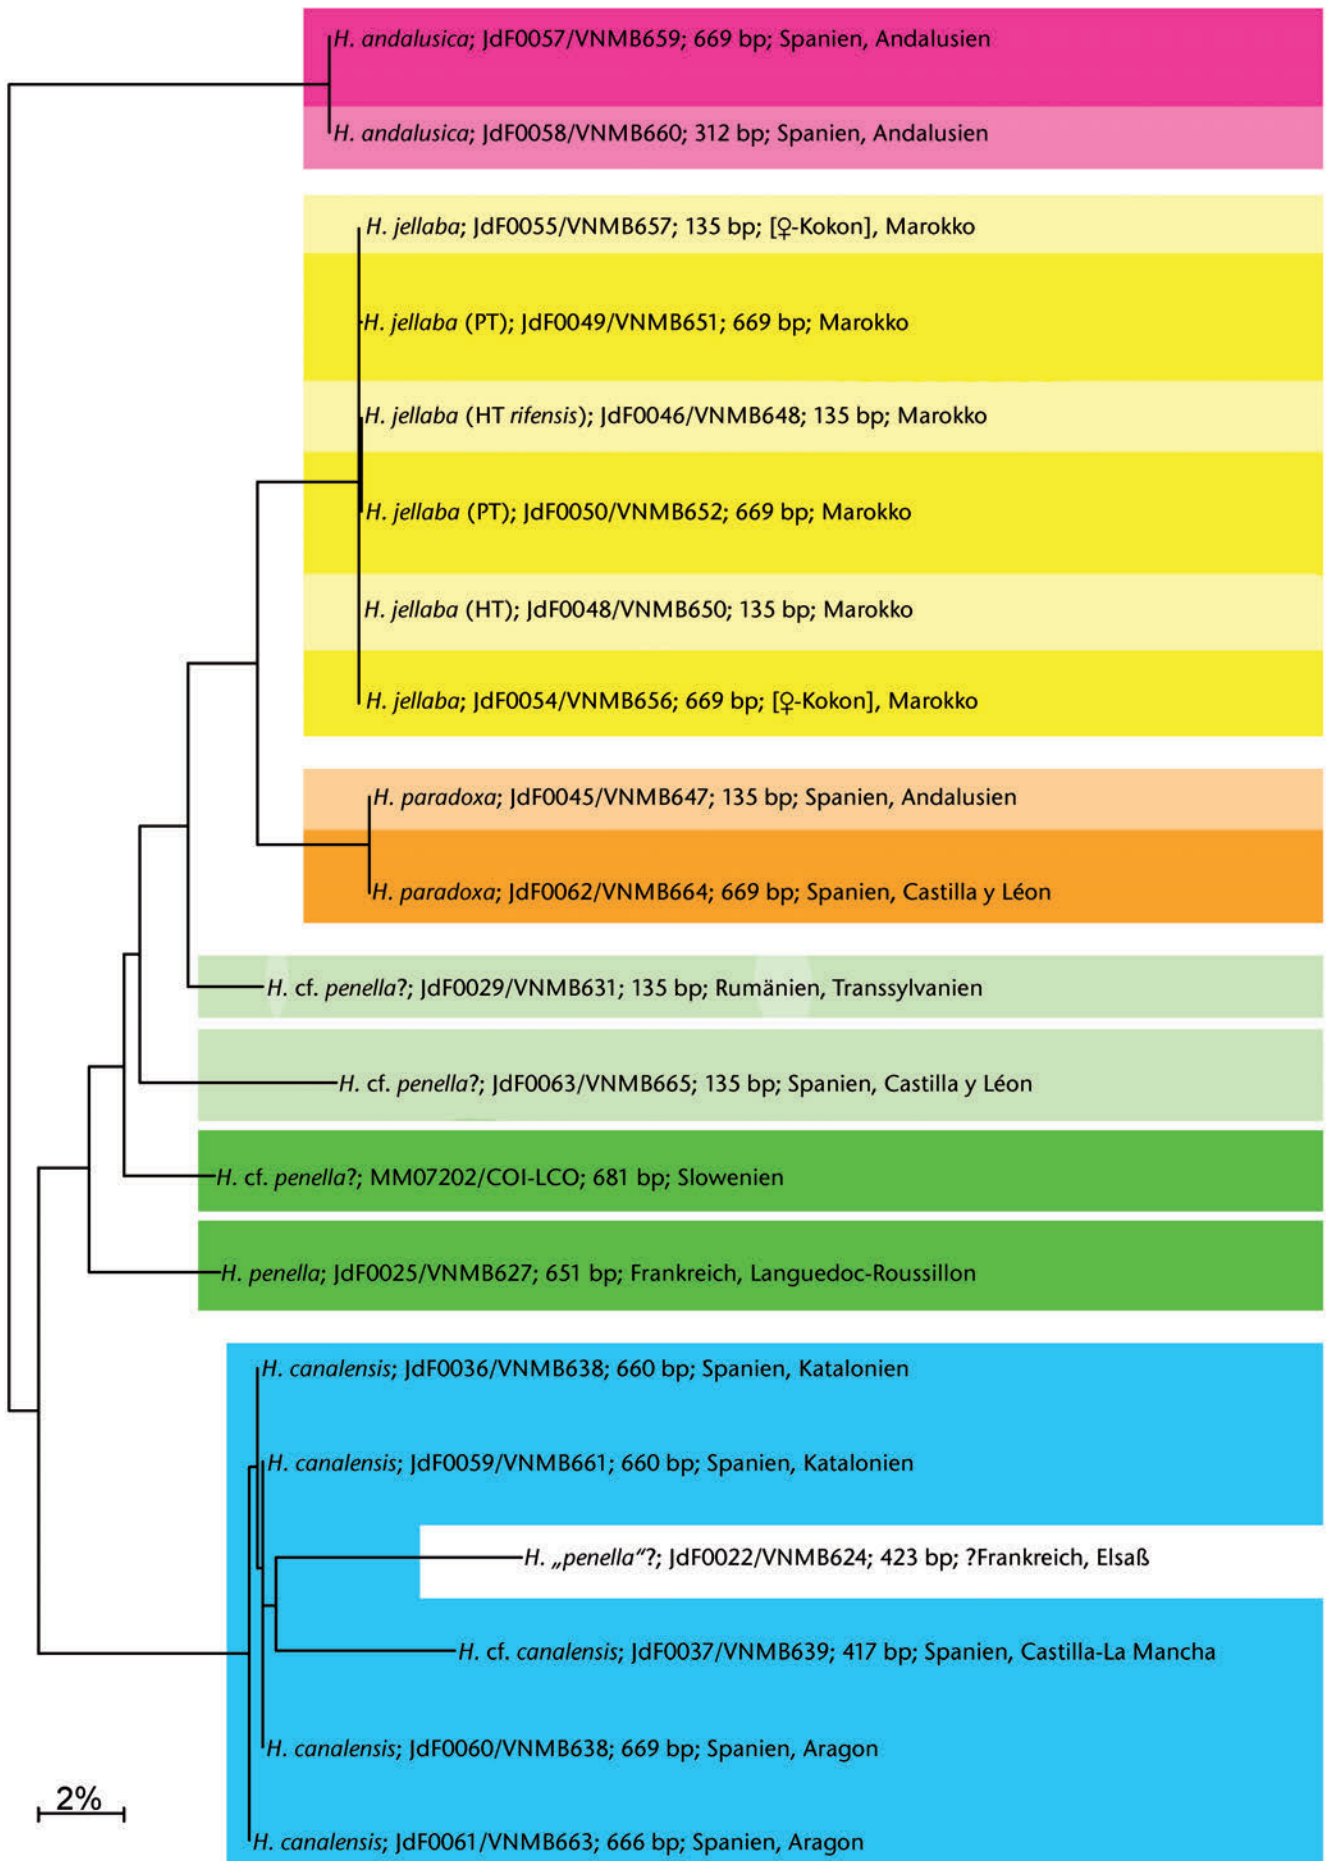 H. andalusica; JdF0057/VNMB659; 669 bp; Spanien, Andalusien
H. andalusica; JdF0058/VNMB660; 312 bp; Spanien, Andalusien
H. jellaba; JdF0055/VNMB657; 135 bp; [♀-Kokon], Marokko
H. jellaba (PT); JdF0049/VNMB651; 669 bp; Marokko
H. jellaba (HT rifensis); JdF0046/VNMB648; 135 bp; Marokko
H. jellaba (PT); JdF0050/VNMB652; 669 bp; Marokko
H. jellaba (HT); JdF0048/VNMB650; 135 bp; Marokko
H. jellaba; JdF0054/VNMB656; 669 bp; [♀-Kokon], Marokko
H. paradoxa; JdF0045/VNMB647; 135 bp; Spanien, Andalusien
H. paradoxa; JdF0062/VNMB664; 669 bp; Spanien, Castilla y Léon
H. cf. penella?; JdF0029/VNMB631; 135 bp; Rumänien, Transsylvanien
H. cf. penella?; JdF0063/VNMB665; 135 bp; Spanien, Castilla y Léon
H. cf. penella?; MM07202/COI-LCO; 681 bp; Slowenien
H. penella; JdF0025/VNMB627; 651 bp; Frankreich, Languedoc-Roussillon
H. canalensis; JdF0036/VNMB638; 660 bp; Spanien, Katalonien
H. canalensis; JdF0059/VNMB661; 660 bp; Spanien, Katalonien
H. „penella“?; JdF0022/VNMB624; 423 bp; ?Frankreich, Elsaß
H. cf. canalensis; JdF0037/VNMB639; 417 bp; Spanien, Castilla-La Mancha
H. canalensis; JdF0060/VNMB638; 669 bp; Spanien, Aragon
2%
H. canalensis; JdF0061/VNMB663; 666 bp; Spanien, Aragon